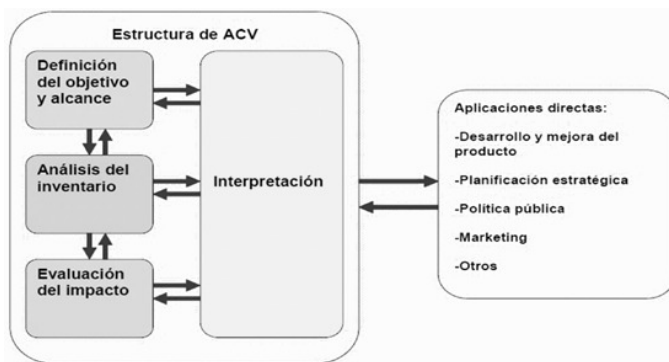 Estructura de ACV
Definición
del objetivo
y alcance
Análisis del
inventario
Evaluación
del impacto
Interpretación
Aplicaciones directas:
-Desarrollo y mejora del
producto
-Planificación estratégica
-Política pública
-Marketing
-Otros